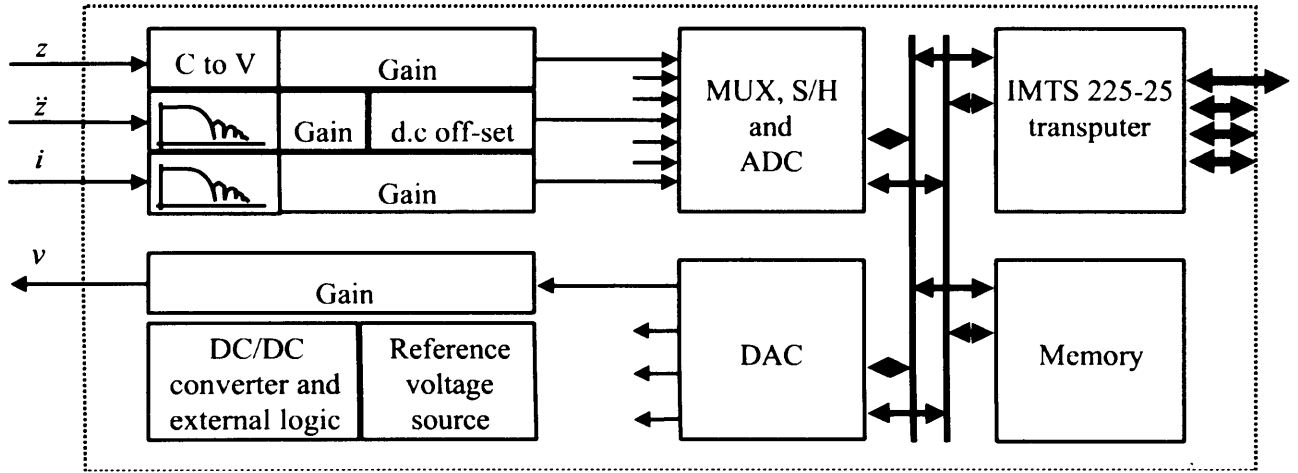 z
C to V
Gain
z̈
Gain
d.c off-set
i
Gain
MUX, S/H
and
ADC
IMTS 225-25
transputer
v
Gain
DC/DC
converter and
external logic
Reference
voltage
source
DAC
Memory